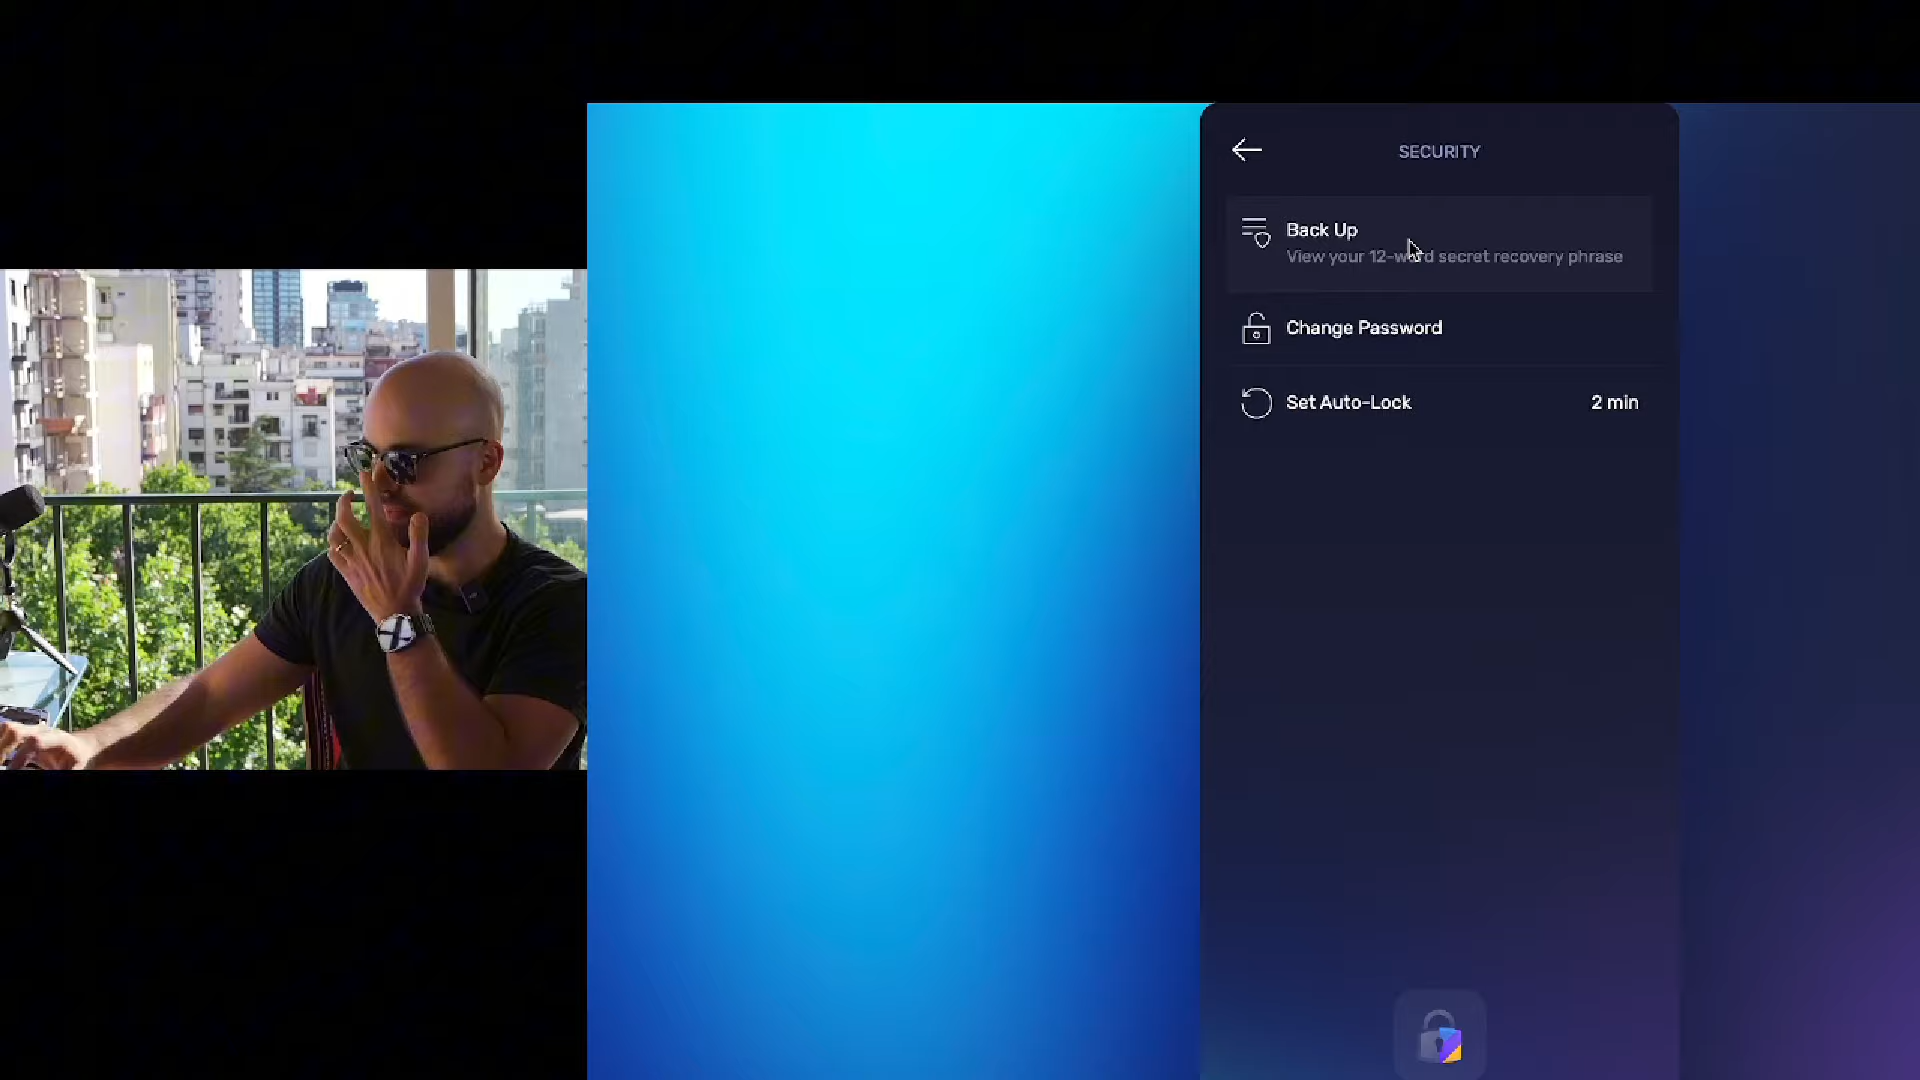 SECURITY
Back Up
View your 12-word secret recovery phrase
Change Password
Set Auto-Lock 2 min